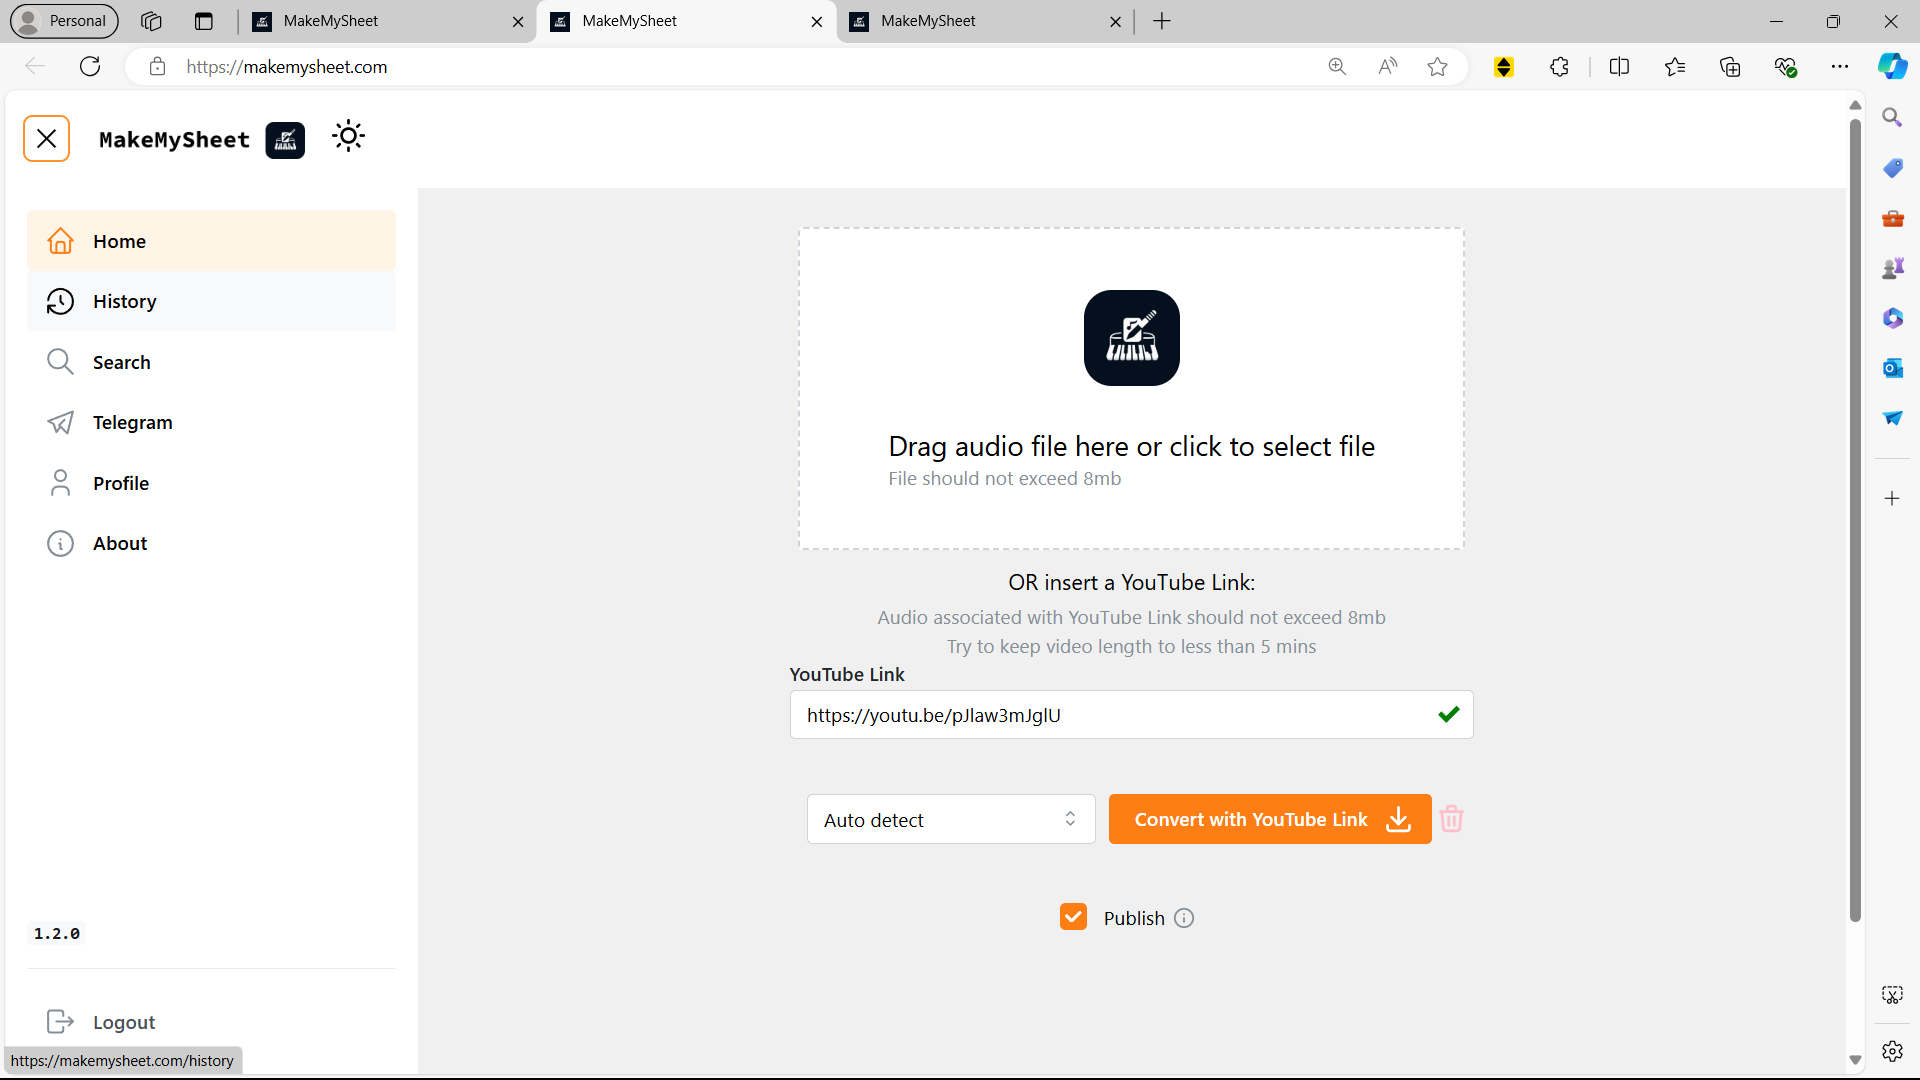 Personal
MakeMySheet
MakeMySheet
MakeMySheet
https://makemysheet.com
MakeMySheet
Home
History
Search
Telegram
Profile
About
1.2.0
Logout
https://makemysheet.com/history
Drag audio file here or click to select file
File should not exceed 8mb
OR insert a YouTube Link:
Audio associated with YouTube Link should not exceed 8mb
Try to keep video length to less than 5 mins
YouTube Link
https://youtu.be/pJlaw3mJglU
Auto detect
Convert with YouTube Link
Publish